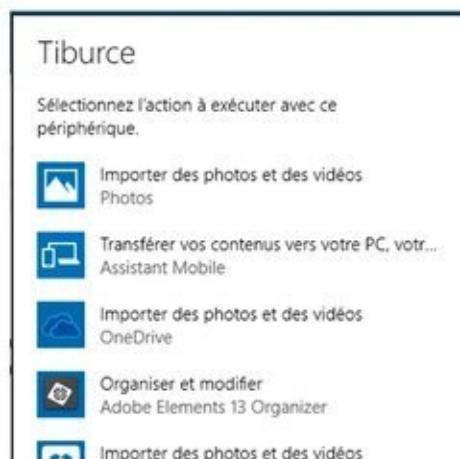 Tiburce
Sélectionnez l'action à exécuter avec ce
périphérique.
Importer des photos et des vidéos
Photos
Transférer vos contenus vers votre PC, votr...
Assistant Mobile
Importer des photos et des vidéos
OneDrive
Organiser et modifier
Adobe Elements 13 Organizer
Importer des photos et des vidéos